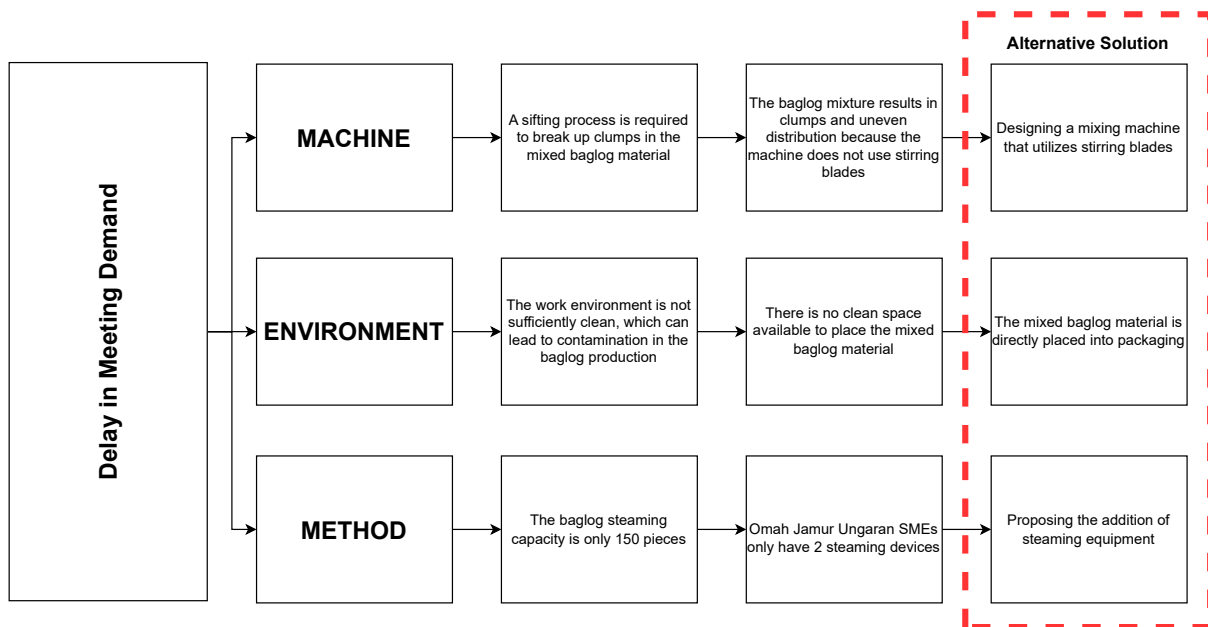 Alternative Solution
Delay in Meeting Demand
MACHINE
A sifting process is required
to break up clumps in the
mixed baglog material
The baglog mixture results in
clumps and uneven
distribution because the
machine does not use stirring
blades
Designing a mixing machine
that utilizes stirring blades
ENVIRONMENT
The work environment is not
sufficiently clean, which can
lead to contamination in the
baglog production
There is no clean space
available to place the mixed
baglog material
The mixed baglog material is
directly placed into packaging
METHOD
The baglog steaming
capacity is only 150 pieces
Omah Jamur Ungaran SMEs
only have 2 steaming devices
Proposing the addition of
steaming equipment